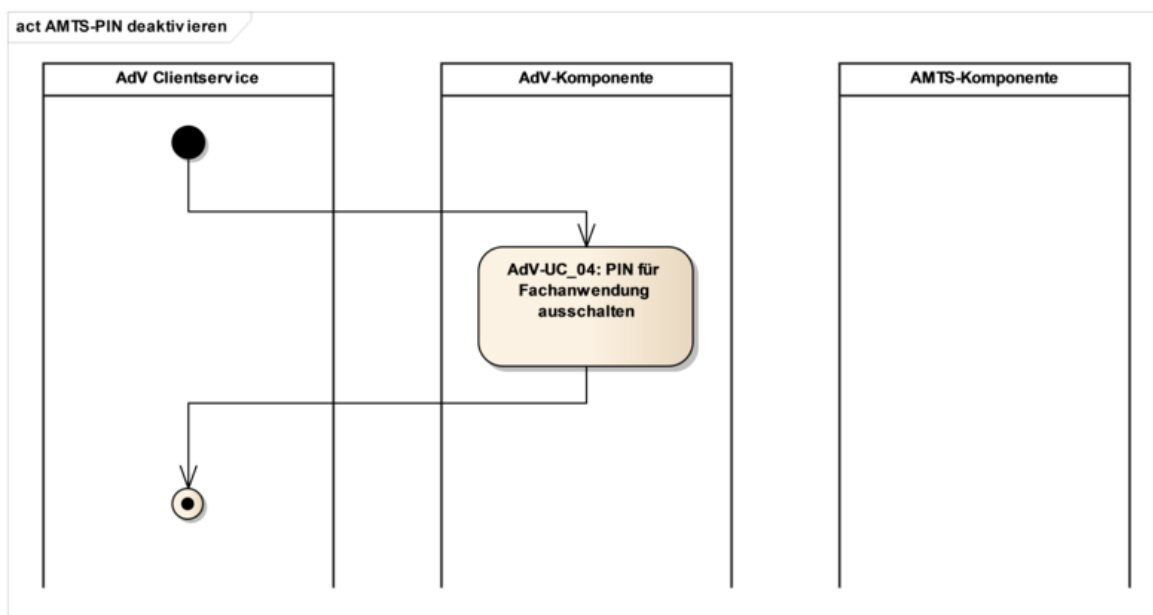 act AMTS-PIN deaktivieren
AdV Clientservice
AdV-Komponente
AMTS-Komponente
AdV-UC_04: PIN für
Fachanwendung
ausschalten